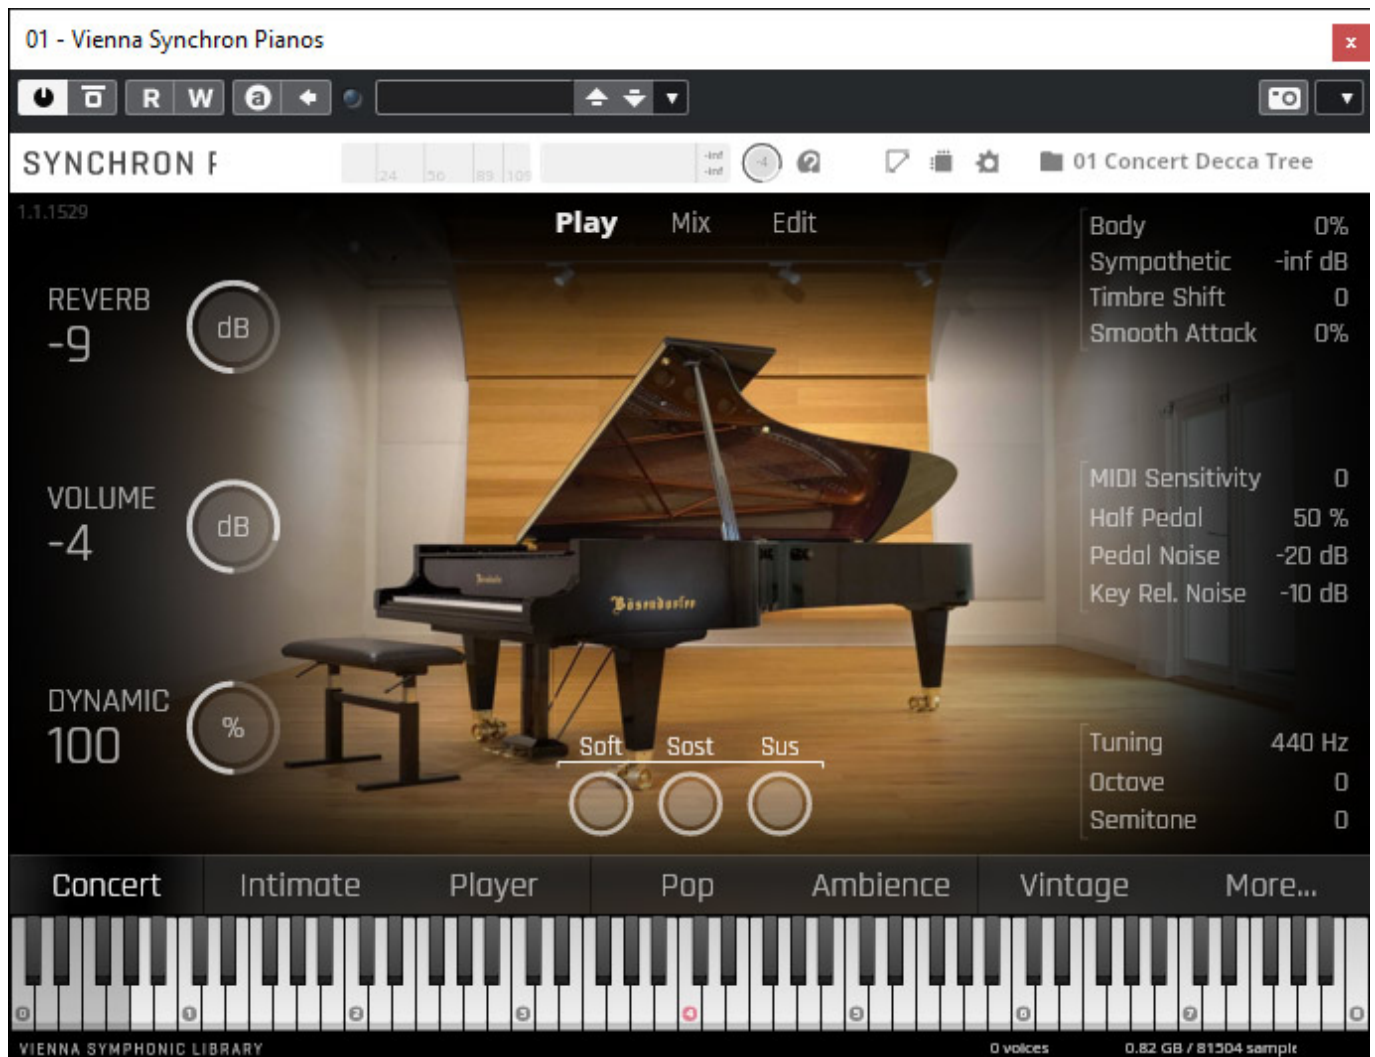 01 - Vienna Synchron Pianos
x
R W a
SYNCHRON P
24 56 89 109
-inf
-inf
-4
01 Concert Decca Tree
1.1.1529
Play Mix Edit
Body 0%
Sympathetic -inf dB
Timbre Shift 0
Smooth Attack 0%
REVERB
-9
dB
VOLUME
-4
dB
MIDI Sensitivity 0
Half Pedal 50 %
Pedal Noise -20 dB
Key Rel. Noise -10 dB
Bösendorfer
DYNAMIC
100
%
Soft Sost Sus
Tuning 440 Hz
Octave 0
Semitone 0
Concert Intimate Player Pop Ambience Vintage More...
0 1 2 3 4 5 6 7 8
VIENNA SYMPHONIC LIBRARY
0 voices
0.82 GB / 81504 sample